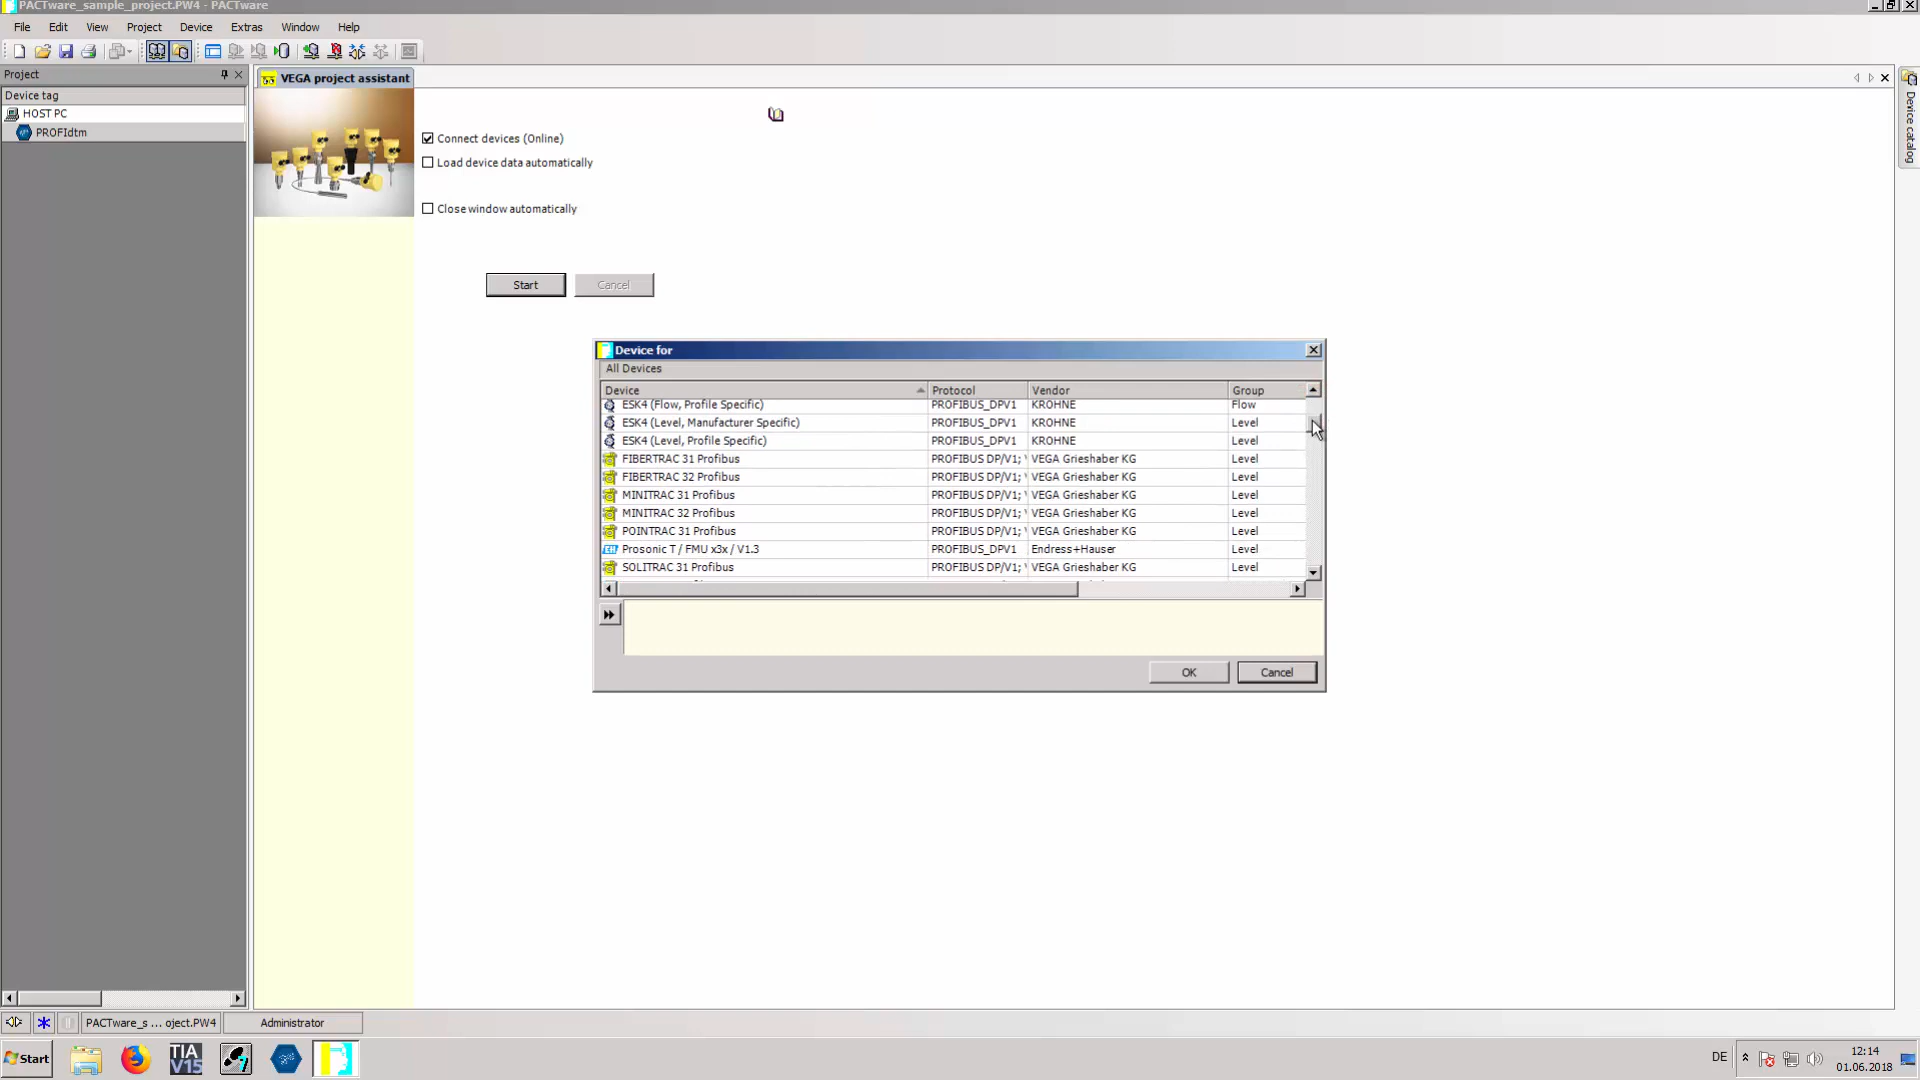 PACTware_sample_project.PW4 - PACTware
File Edit View Project Device Extras Window Help
Project
VEGA project assistant
Device tag
HOST PC
PROFIdtm
Connect devices (Online)
Load device data automatically
Close window automatically
Start Cancel
Device catalog
Device for
All Devices
Device Protocol Vendor Group
ESK4 (Flow, Profile Specific) PROFIBUS_DPV1 KROHNE Flow
ESK4 (Level, Manufacturer Specific) PROFIBUS_DPV1 KROHNE Level
ESK4 (Level, Profile Specific) PROFIBUS_DPV1 KROHNE Level
FIBERTRAC 31 Profibus PROFIBUS DP/V1; VEGA Grieshaber KG Level
FIBERTRAC 32 Profibus PROFIBUS DP/V1; VEGA Grieshaber KG Level
MINITRAC 31 Profibus PROFIBUS DP/V1; VEGA Grieshaber KG Level
MINITRAC 32 Profibus PROFIBUS DP/V1; VEGA Grieshaber KG Level
POINTRAC 31 Profibus PROFIBUS DP/V1; VEGA Grieshaber KG Level
EH Prosonic T / FMU x3x / V1.3 PROFIBUS_DPV1 Endress+Hauser Level
SOLITRAC 31 Profibus PROFIBUS DP/V1; VEGA Grieshaber KG Level
OK Cancel
PACTware_s ... oject.PW4 Administrator
Start
TIA
V15
DE
12:14
01.06.2018